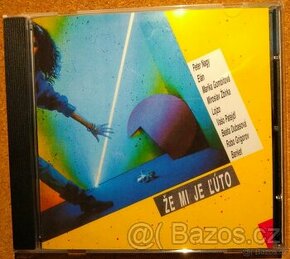 Peter Nagy
Elán
Marika Gombitová
Miroslav Žbirka
Lojzo
Vašo Patejdl
Beáta Dubasová
Robo Grigorov
Banket
ŽE MI JE ĽÚTO
Bazoš.cz